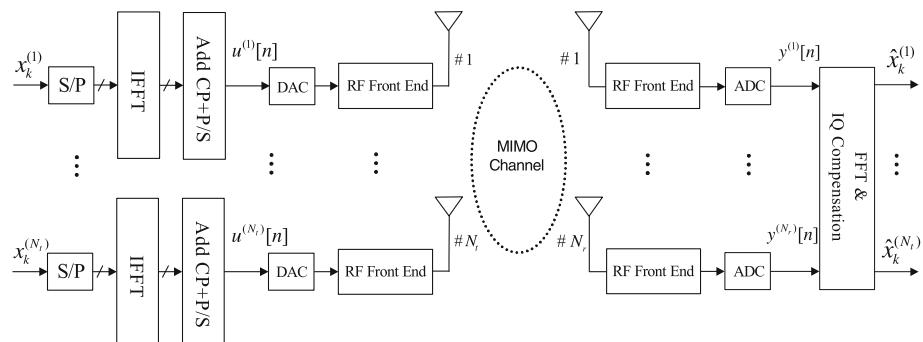 x_k^{(1)}
S/P
IFFT
Add CP+P/S
u^{(1)}[n]
DAC
RF Front End
# 1
MIMO
Channel
# 1
RF Front End
y^{(1)}[n]
ADC
FFT &
IQ Compensation
\hat{x}_k^{(1)}
x_k^{(N_t)}
S/P
IFFT
Add CP+P/S
u^{(N_t)}[n]
DAC
RF Front End
# N_t
# N_r
RF Front End
y^{(N_r)}[n]
ADC
\hat{x}_k^{(N_t)}